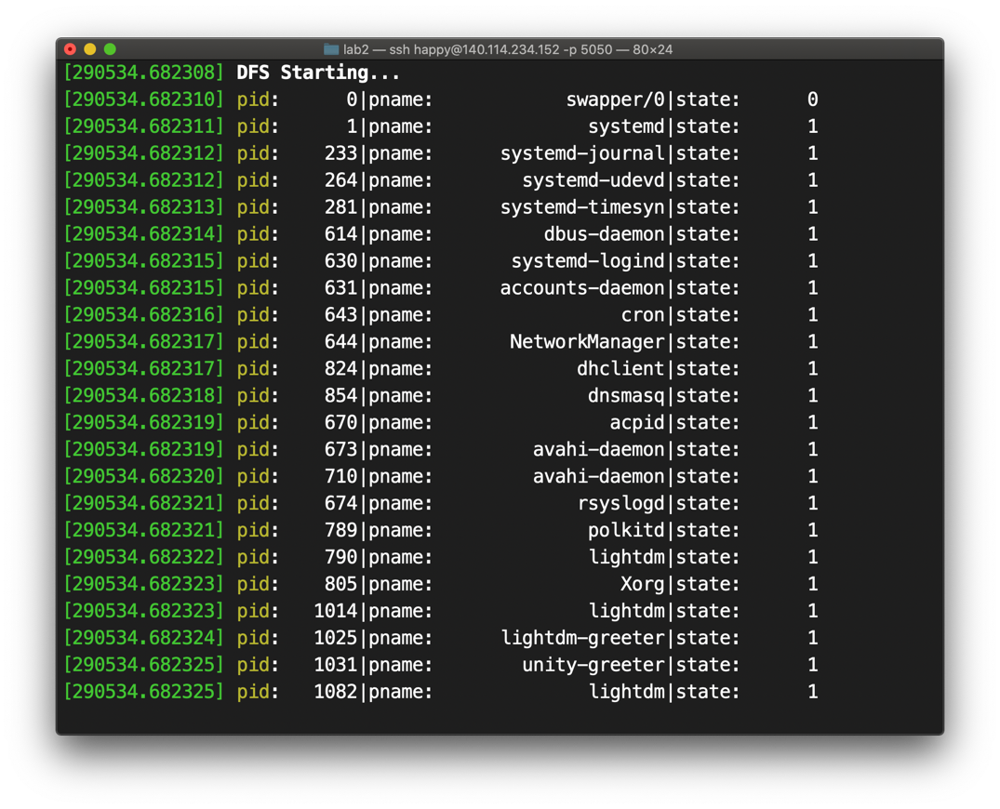 lab2 — ssh happy@140.114.234.152 -p 5050 — 80×24
[290534.682308] DFS Starting...
[290534.682310] pid:      0|pname:            swapper/0|state:      0
[290534.682311] pid:      1|pname:              systemd|state:      1
[290534.682312] pid:    233|pname:      systemd-journal|state:      1
[290534.682312] pid:    264|pname:        systemd-udevd|state:      1
[290534.682313] pid:    281|pname:      systemd-timesyn|state:      1
[290534.682314] pid:    614|pname:          dbus-daemon|state:      1
[290534.682315] pid:    630|pname:       systemd-logind|state:      1
[290534.682315] pid:    631|pname:      accounts-daemon|state:      1
[290534.682316] pid:    643|pname:                 cron|state:      1
[290534.682317] pid:    644|pname:       NetworkManager|state:      1
[290534.682317] pid:    824|pname:             dhclient|state:      1
[290534.682318] pid:    854|pname:              dnsmasq|state:      1
[290534.682319] pid:    670|pname:                acpid|state:      1
[290534.682319] pid:    673|pname:         avahi-daemon|state:      1
[290534.682320] pid:    710|pname:         avahi-daemon|state:      1
[290534.682321] pid:    674|pname:             rsyslogd|state:      1
[290534.682321] pid:    789|pname:              polkitd|state:      1
[290534.682322] pid:    790|pname:              lightdm|state:      1
[290534.682323] pid:    805|pname:                 Xorg|state:      1
[290534.682323] pid:   1014|pname:              lightdm|state:      1
[290534.682324] pid:   1025|pname:      lightdm-greeter|state:      1
[290534.682325] pid:   1031|pname:        unity-greeter|state:      1
[290534.682325] pid:   1082|pname:              lightdm|state:      1